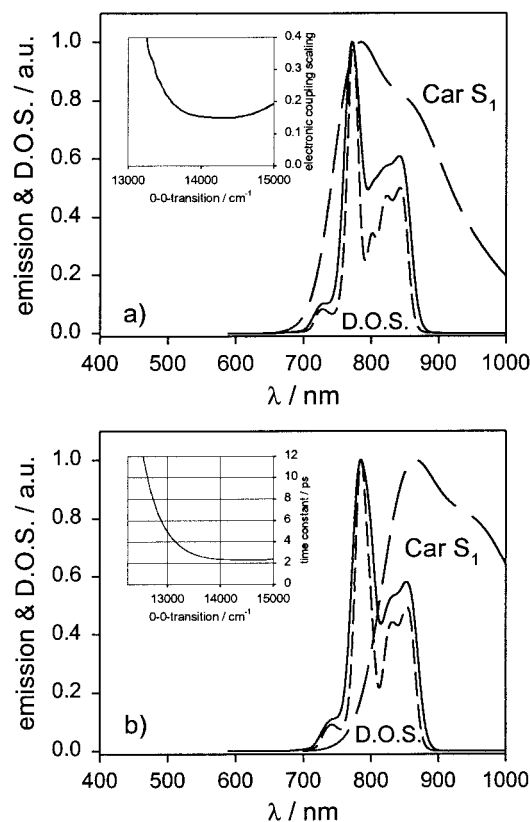 emission & D.O.S. / a.u.
1.0
0.8
0.6
0.4
0.2
0.0
400 500 600 700 800 900 1000
λ / nm
a)
Car S1
D.O.S.
0.4
0.3
0.2
0.1
0.0
electronic coupling scaling
13000 14000 15000
0-0-transition / cm-1
emission & D.O.S. / a.u.
1.0
0.8
0.6
0.4
0.2
0.0
400 500 600 700 800 900 1000
λ / nm
b)
Car S1
D.O.S.
12
10
8
6
4
2
0
time constant / ps
13000 14000 15000
0-0-transition / cm-1